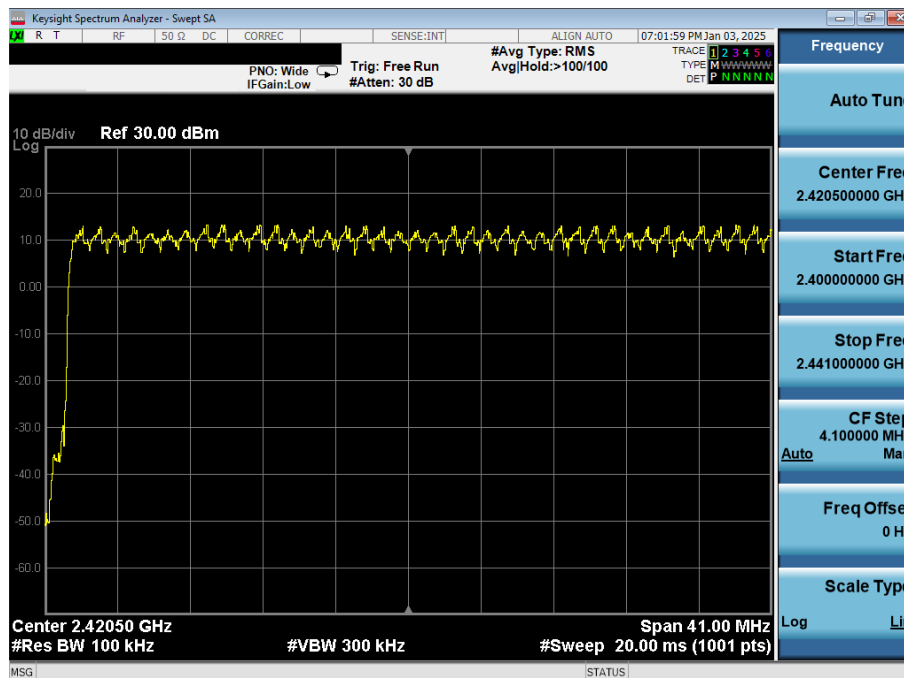 Keysight Spectrum Analyzer - Swept SA
LXI R T RF 50 Ω DC CORREC SENSE:INT ALIGN AUTO 07:01:59 PM Jan 03, 2025
PNO: Wide
IFGain:Low
Trig: Free Run
#Atten: 30 dB
#Avg Type: RMS
Avg|Hold:>100/100
TRACE 1 2 3 4 5 6
TYPE M WWWWW
DET P N N N N N
10 dB/div
Log
Ref 30.00 dBm
20.0
10.0
0.00
-10.0
-20.0
-30.0
-40.0
-50.0
-60.0
Center 2.42050 GHz
Span 41.00 MHz
#Res BW 100 kHz
#VBW 300 kHz
#Sweep 20.00 ms (1001 pts)
MSG
STATUS
Frequency
Auto Tun
Center Fre
2.420500000 GH
Start Fre
2.400000000 GH
Stop Fre
2.441000000 GH
CF Step
4.100000 MH
Auto Ma
Freq Offse
0 H
Scale Type
Log Li